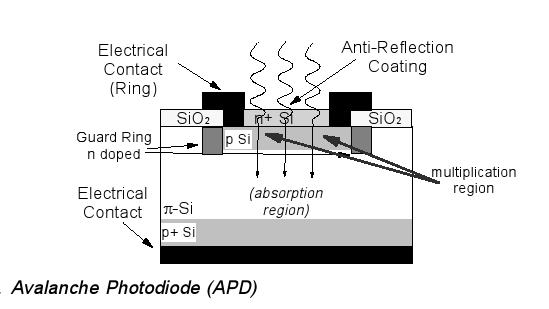 Electrical
Contact
(Ring)
Anti-Reflection
Coating
SiO2
n+ Si
SiO2
Guard Ring
n doped
p Si
multiplication
region
Electrical
Contact
(absorption
region)
π-Si
p+ Si
. Avalanche Photodiode (APD)